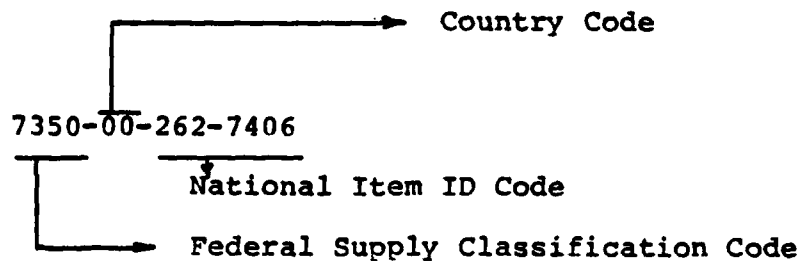 Country Code
7350-00-262-7406
National Item ID Code
Federal Supply Classification Code